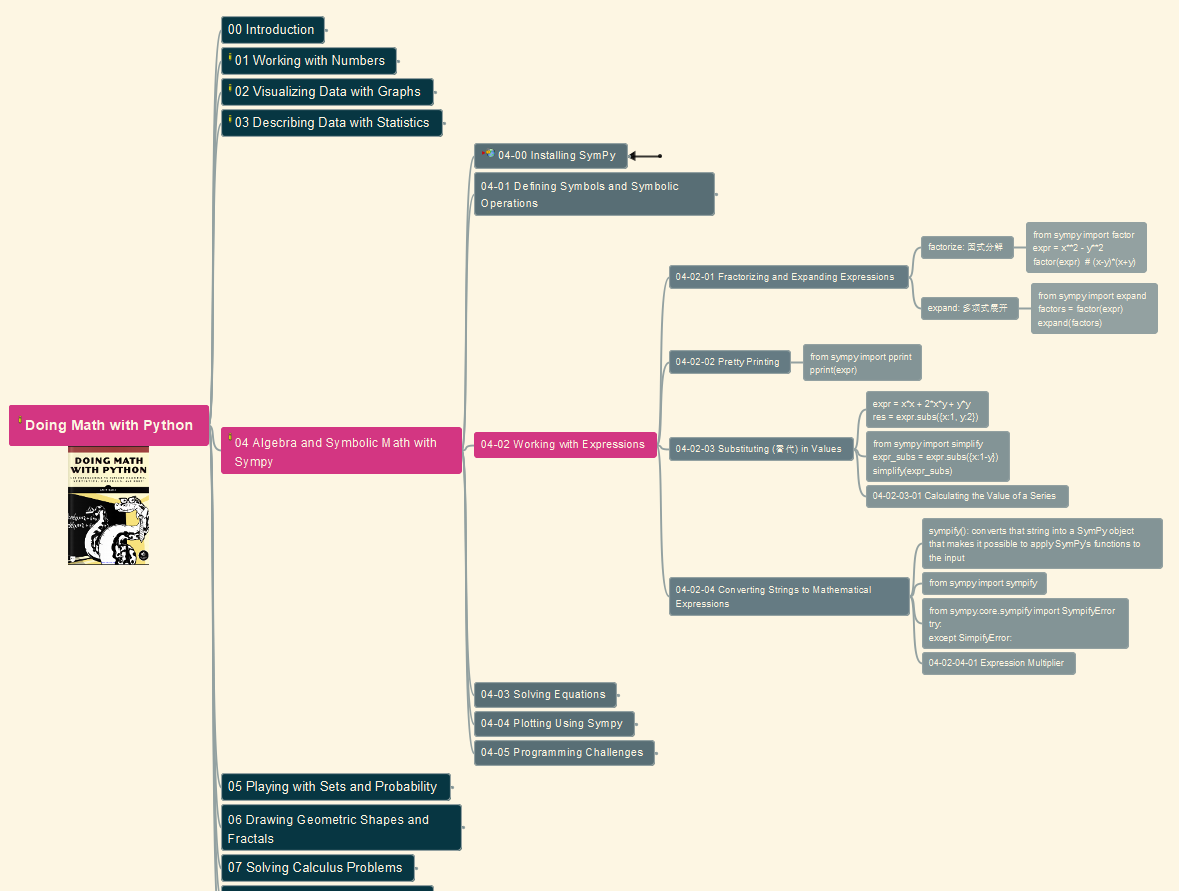 00 Introduction
01 Working with Numbers
02 Visualizing Data with Graphs
03 Describing Data with Statistics
04-00 Installing SymPy
04-01 Defining Symbols and Symbolic
Operations
04-02-01 Fractorizing and Expanding Expressions
factorize: 因式分解
from sympy import factor
expr = x**2 - y**2
factor(expr) # (x-y)*(x+y)
expand: 多项式展开
from sympy import expand
factors = factor(expr)
expand(factors)
04-02-02 Pretty Printing
from sympy import pprint
pprint(expr)
Doing Math with Python
DOING MATH
WITH PYTHON
04 Algebra and Symbolic Math with
Sympy
04-02 Working with Expressions
04-02-03 Substituting (替代) in Values
expr = x*x + 2*x*y + y*y
res = expr.subs({x:1, y:2})
from sympy import simplify
expr_subs = expr.subs({x:1-y})
simplify(expr_subs)
04-02-03-01 Calculating the Value of a Series
04-02-04 Converting Strings to Mathematical
Expressions
sympify(): converts that string into a SymPy object
that makes it possible to apply SymPy's functions to
the input
from sympy import sympify
from sympy.core.sympify import SympifyError
try:
except SimpifyError:
04-02-04-01 Expression Multiplier
04-03 Solving Equations
04-04 Plotting Using Sympy
04-05 Programming Challenges
05 Playing with Sets and Probability
06 Drawing Geometric Shapes and
Fractals
07 Solving Calculus Problems